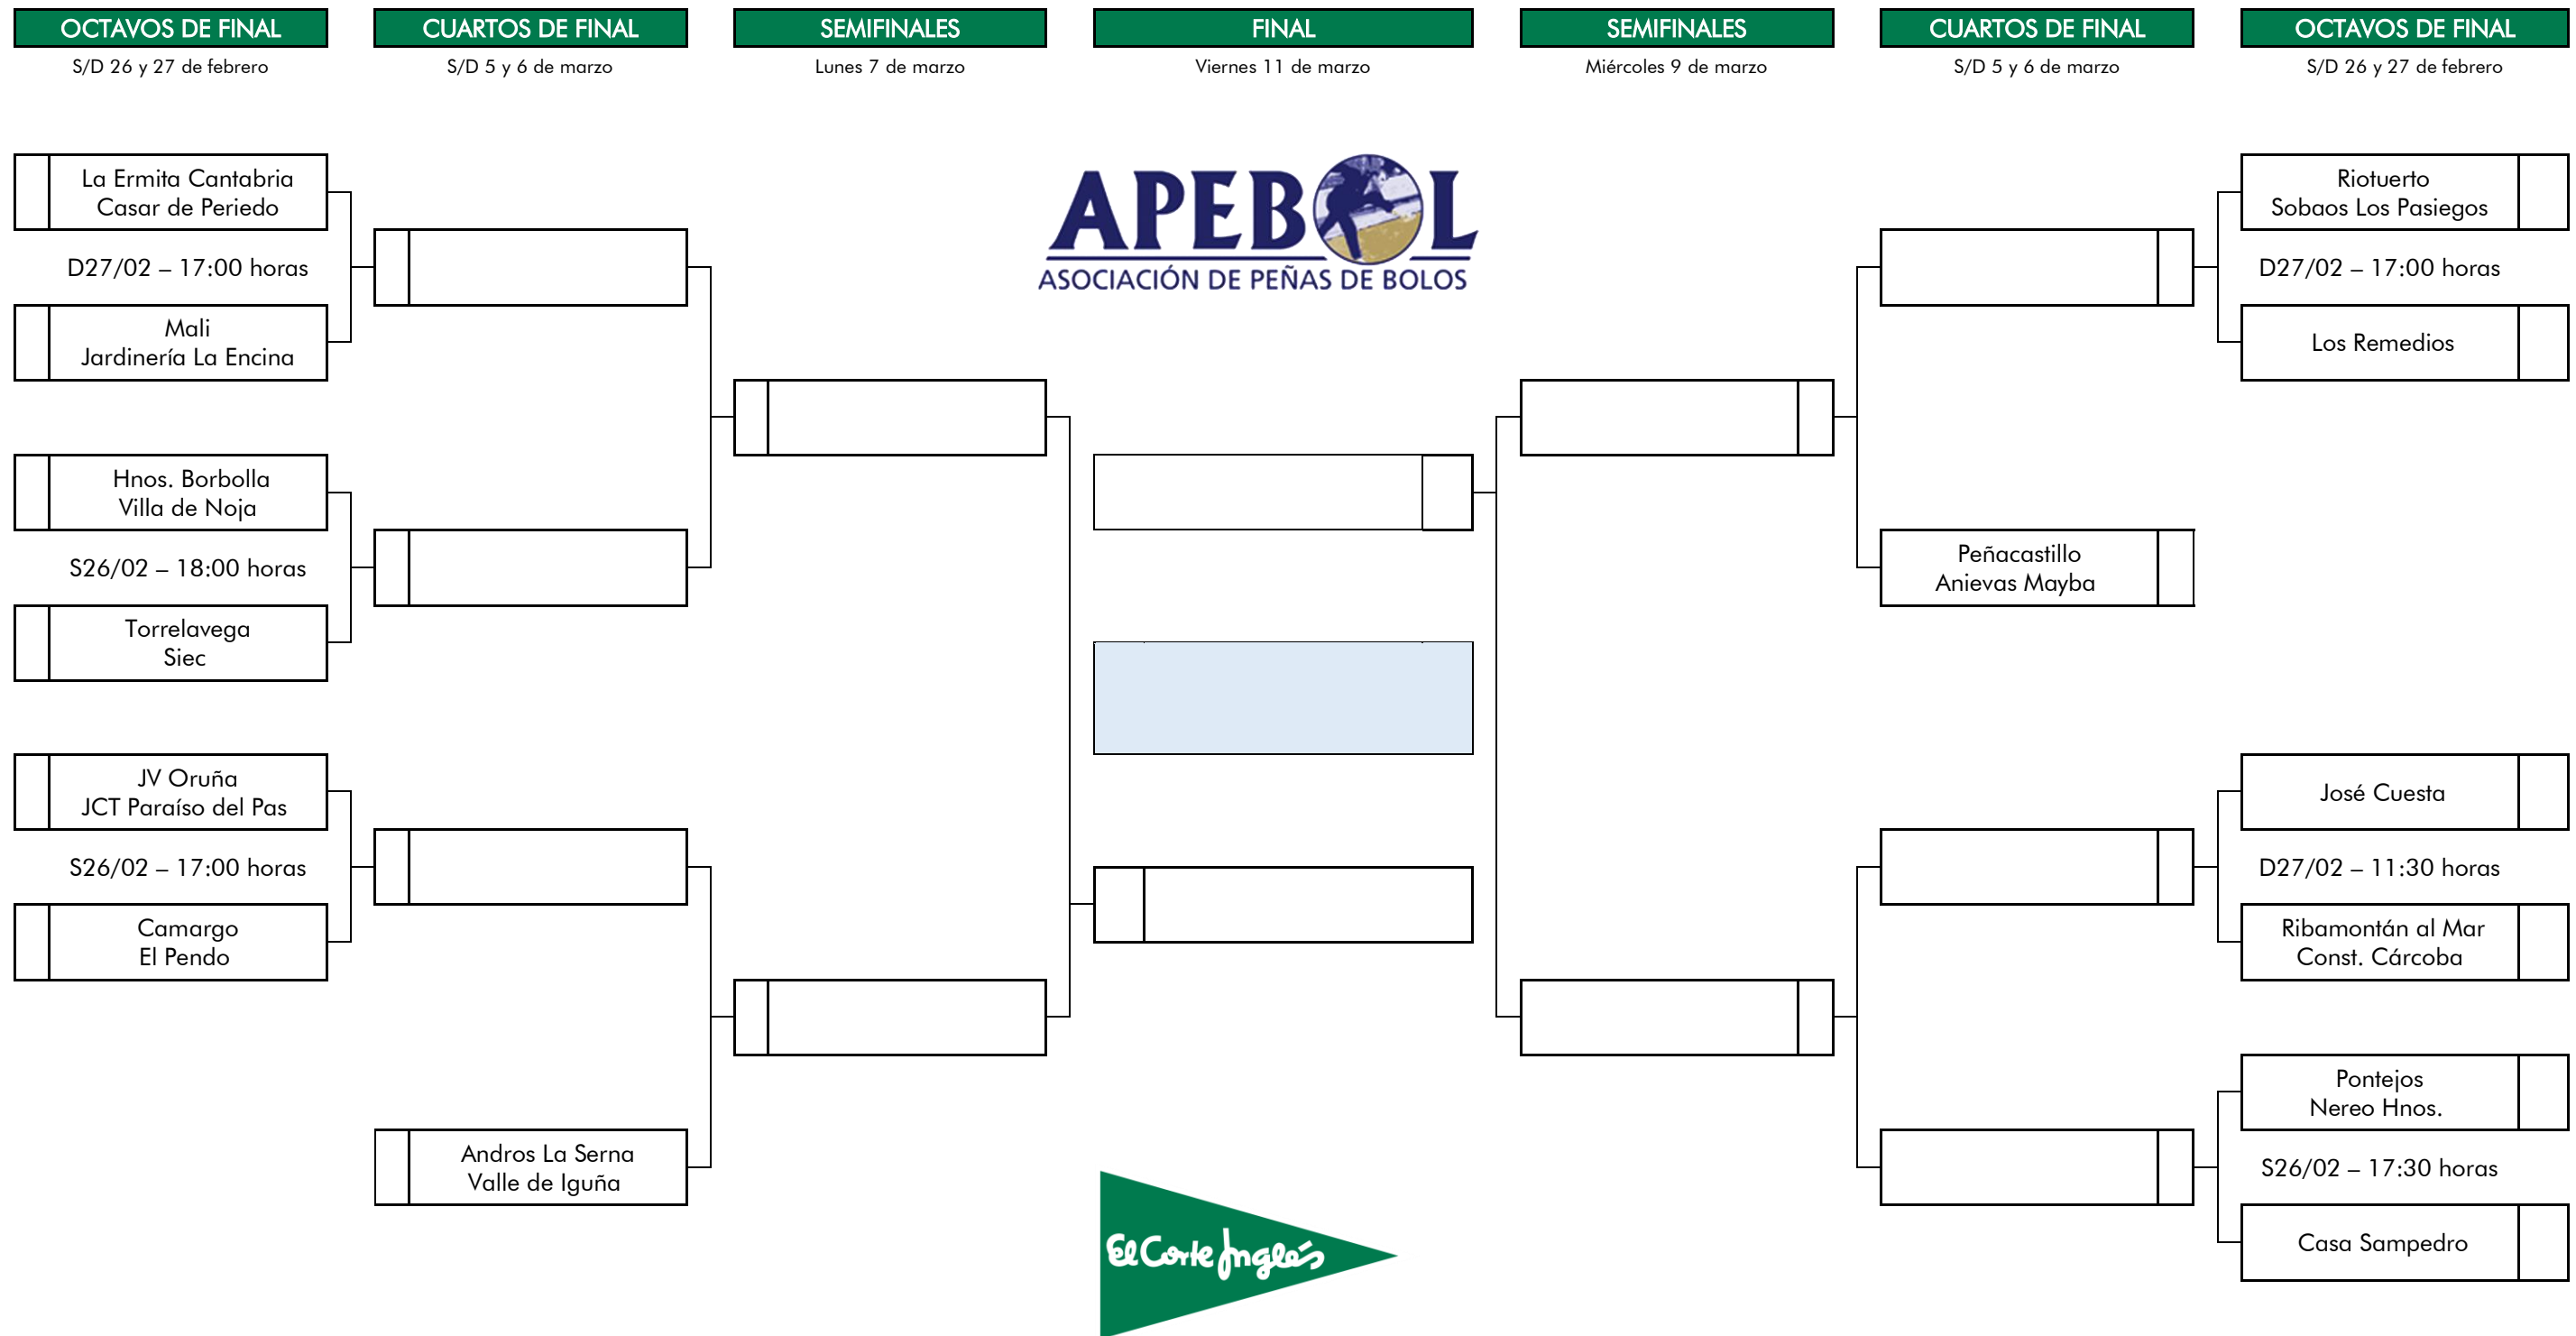 OCTAVOS DE FINAL
CUARTOS DE FINAL
SEMIFINALES
FINAL
SEMIFINALES
CUARTOS DE FINAL
OCTAVOS DE FINAL
S/D 26 y 27 de febrero
S/D 5 y 6 de marzo
Lunes 7 de marzo
Viernes 11 de marzo
Miércoles 9 de marzo
S/D 5 y 6 de marzo
S/D 26 y 27 de febrero
La Ermita Cantabria
Casar de Periedo
D27/02 – 17:00 horas
Mali
Jardinería La Encina
Hnos. Borbolla
Villa de Noja
S26/02 – 18:00 horas
Torrelavega
Siec
JV Oruña
JCT Paraíso del Pas
S26/02 – 17:00 horas
Camargo
El Pendo
Andros La Serna
Valle de Iguña
APEBOL
ASOCIACIÓN DE PEÑAS DE BOLOS
El Corte Inglés
Peñacastillo
Anievas Mayba
Riotuerto
Sobaos Los Pasiegos
D27/02 – 17:00 horas
Los Remedios
José Cuesta
D27/02 – 11:30 horas
Ribamontán al Mar
Const. Cárcoba
Pontejos
Nereo Hnos.
S26/02 – 17:30 horas
Casa Sampedro